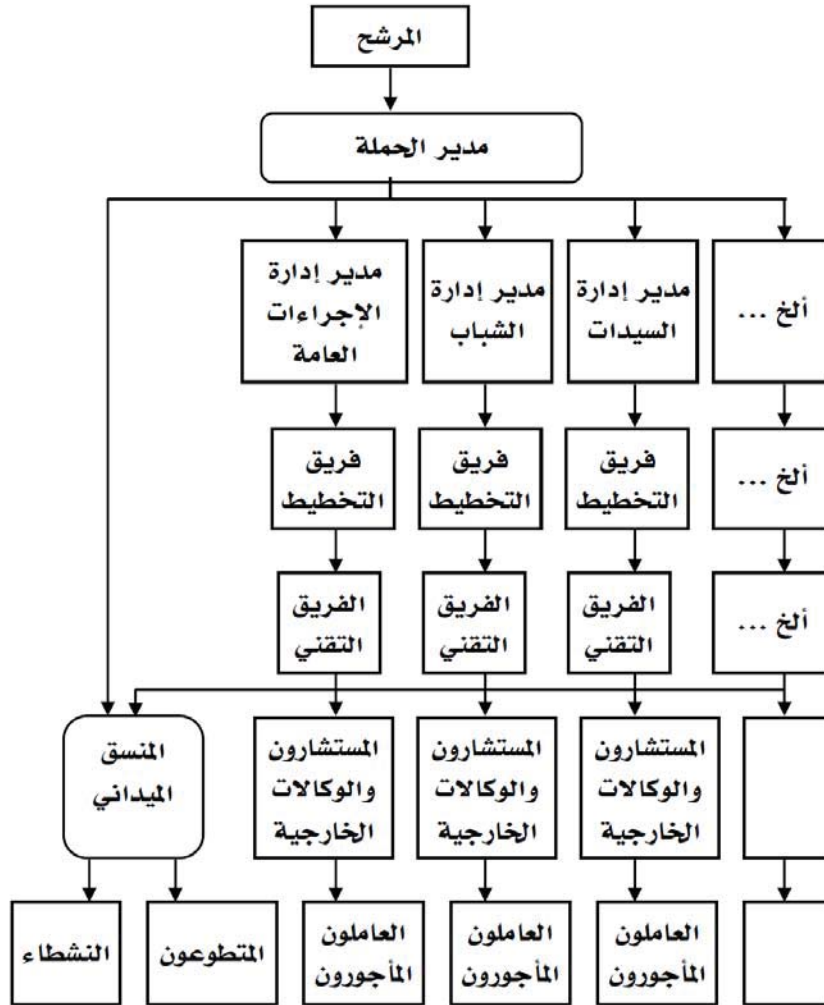 المرشح
مدير الحملة
مدير إدارة
الإجراءات
العامة
مدير إدارة
الشباب
مدير إدارة
السيدات
ألخ ...
فريق
التخطيط
فريق
التخطيط
فريق
التخطيط
ألخ ...
الفريق
التقني
الفريق
التقني
الفريق
التقني
ألخ ...
المنسق
الميداني
المستشارون
والوكالات
الخارجية
المستشارون
والوكالات
الخارجية
المستشارون
والوكالات
الخارجية
النشطاء
المتطوعون
العاملون
المأجورون
العاملون
المأجورون
العاملون
المأجورون